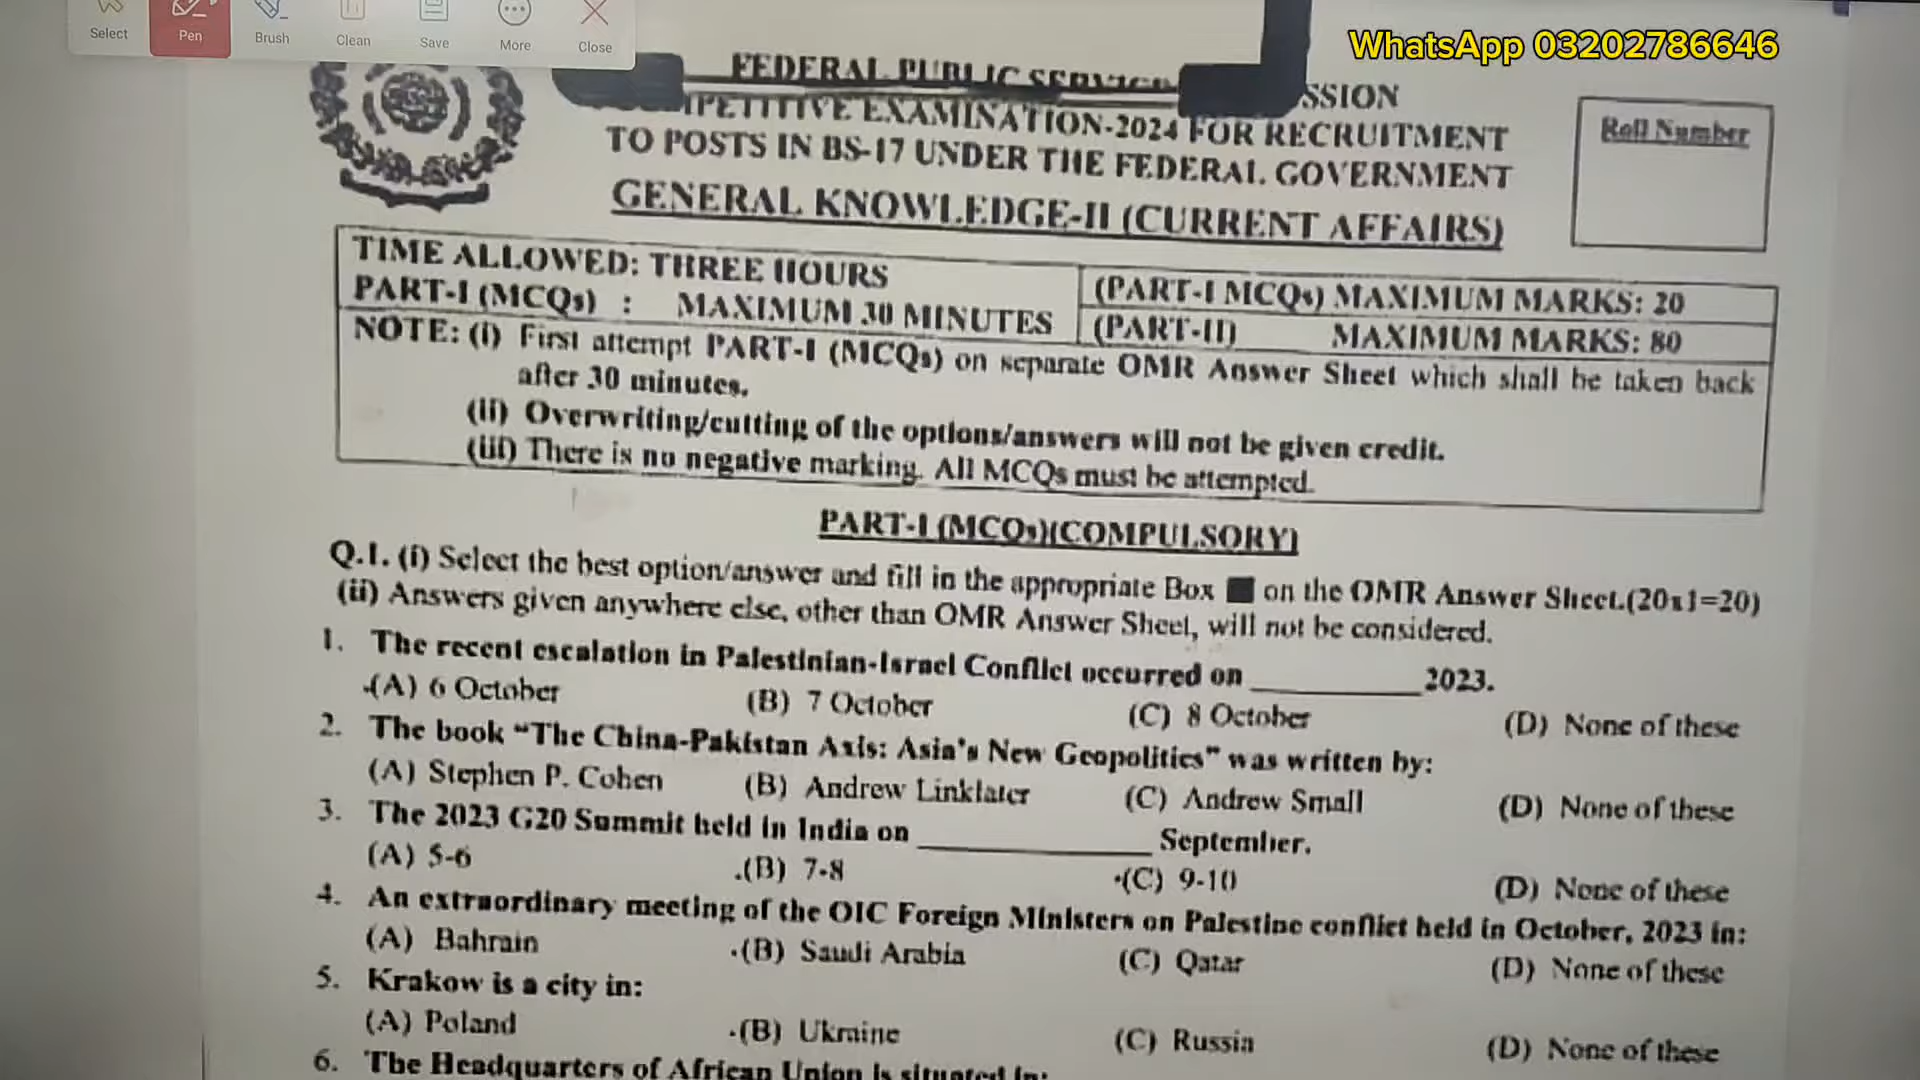 Select Pen Brush Clean Save More Close
WhatsApp 03202786646
FEDERAL PUBLIC SERVICE
SSION
PETITIVE EXAMINATION-2024 FOR RECRUITMENT
TO POSTS IN BS-17 UNDER THE FEDERAL GOVERNMENT
GENERAL KNOWLEDGE-II (CURRENT AFFAIRS)
Roll Number
TIME ALLOWED: THREE HOURS
PART-I (MCQs) : MAXIMUM 30 MINUTES
(PART-I MCQs) MAXIMUM MARKS: 20
(PART-II) MAXIMUM MARKS: 80
NOTE: (i) First attempt PART-I (MCQs) on separate OMR Answer Sheet which shall be taken back
after 30 minutes.
(ii) Overwriting/cutting of the options/answers will not be given credit.
(iii) There is no negative marking. All MCQs must be attempted.
PART-I (MCQs)(COMPULSORY)
Q.1. (i) Select the best option/answer and fill in the appropriate Box ■ on the OMR Answer Sheet.(20x1=20)
(ii) Answers given anywhere else, other than OMR Answer Sheet, will not be considered.
1. The recent escalation in Palestinian-Israel Conflict occurred on __________ 2023.
(A) 6 October (B) 7 October (C) 8 October (D) None of these
2. The book “The China-Pakistan Axis: Asia's New Geopolitics” was written by:
(A) Stephen P. Cohen (B) Andrew Linklater (C) Andrew Small (D) None of these
3. The 2023 G20 Summit held in India on ______________ September.
(A) 5-6 (B) 7-8 (C) 9-10 (D) None of these
4. An extraordinary meeting of the OIC Foreign Ministers on Palestine conflict held in October, 2023 in:
(A) Bahrain (B) Saudi Arabia (C) Qatar (D) None of these
5. Krakow is a city in:
(A) Poland (B) Ukraine (C) Russia (D) None of these
6. The Headquarters of African Union is situated in: